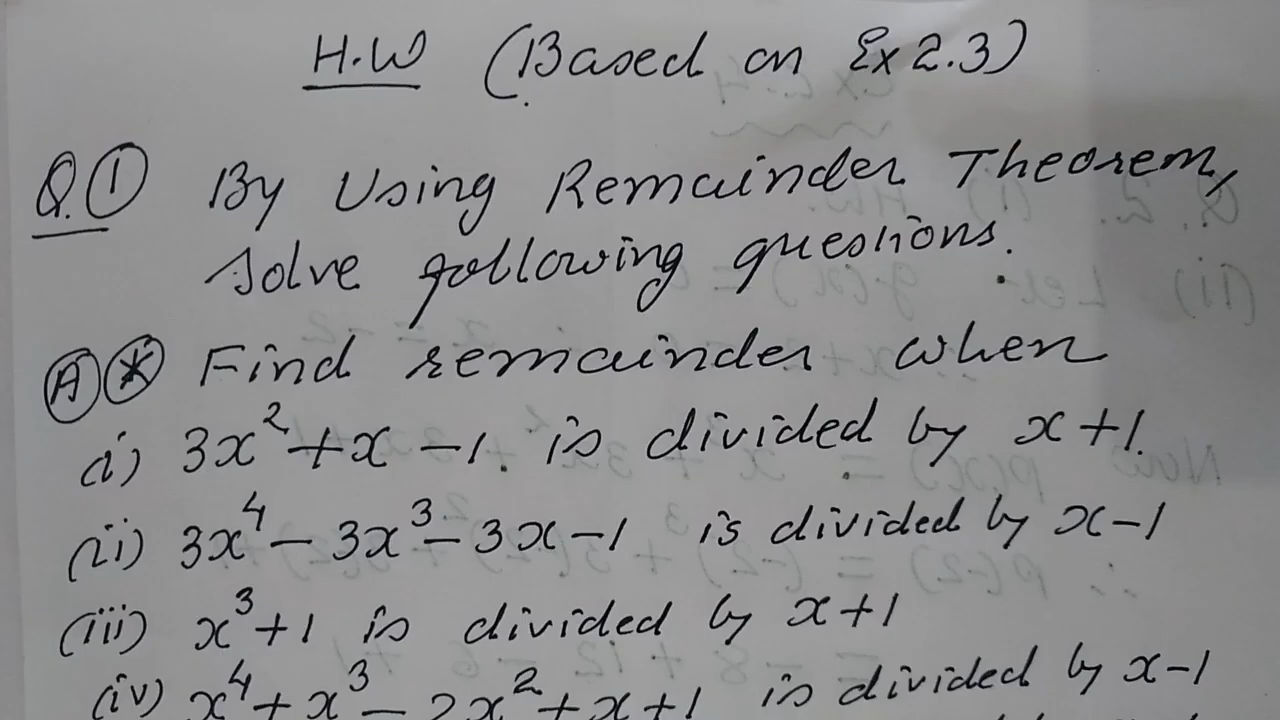 H.W (Based on Ex 2.3)
Q.① By Using Remainder Theorem,
solve following questions.
Ⓐ⊛ Find remainder when
(i) 3x² + x - 1. is divided by x + 1.
(ii) 3x⁴ - 3x³ - 3x - 1 is divided by x - 1
(iii) x³ + 1 is divided by x + 1
(iv) x⁴ + x³ - 2x² + x + 1 is divided by x - 1